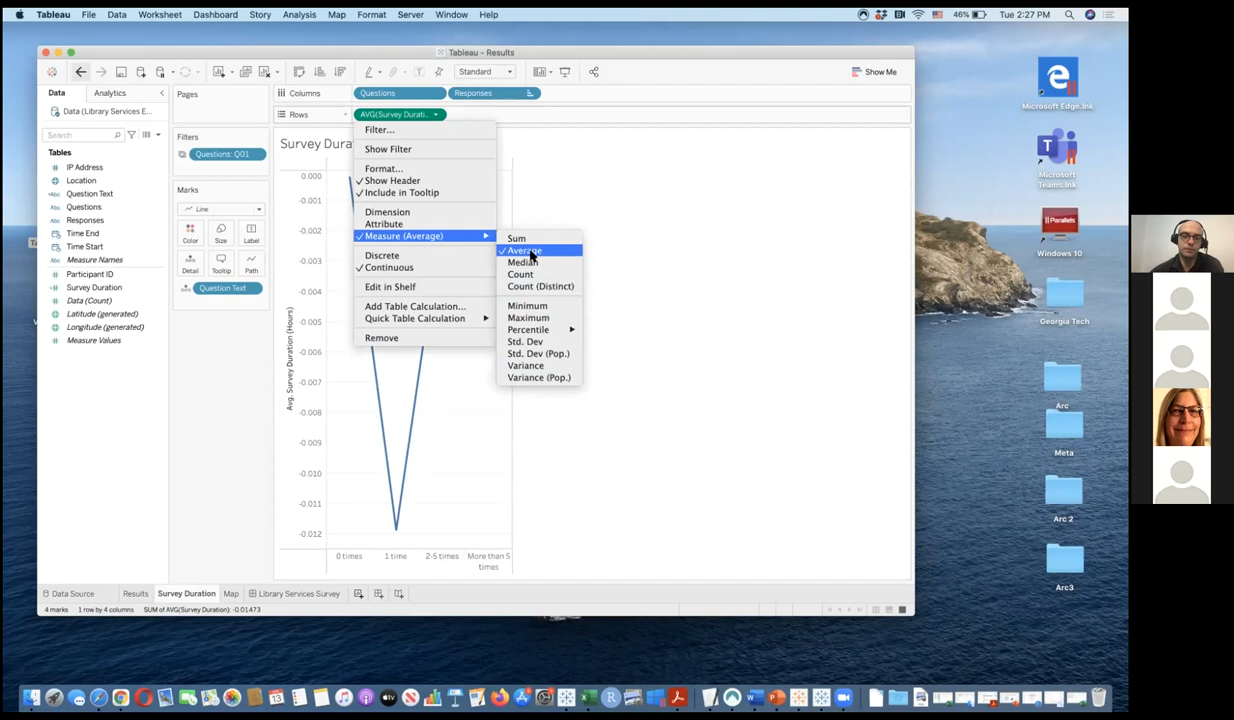 Tableau File Data Worksheet Dashboard Story Analysis Map Format Server Window Help
46% Tue 2:27 PM
Tableau - Results
Standard
Show Me
Data Analytics
Data (Library Services E...
Search
Tables
IP Address
Location
Question Text
Questions
Responses
Time End
Time Start
Measure Names
Participant ID
Survey Duration
Data (Count)
Latitude (generated)
Longitude (generated)
Measure Values
Pages
Filters
Questions: Q01
Marks
Line
Color Size Label
Detail Tooltip Path
Question Text
Columns Questions Responses
Rows AVG(Survey Durati..
Survey Dura
Filter...
Show Filter
Format...
Show Header
Include in Tooltip
Dimension
Attribute
Measure (Average)
Discrete
Continuous
Edit in Shelf
Add Table Calculation...
Quick Table Calculation
Remove
Sum
Average
Median
Count
Count (Distinct)
Minimum
Maximum
Percentile
Std. Dev
Std. Dev (Pop.)
Variance
Variance (Pop.)
Avg. Survey Duration (Hours)
0.000
-0.001
-0.002
-0.003
-0.004
-0.005
-0.006
-0.007
-0.008
-0.009
-0.010
-0.011
-0.012
0 times 1 time 2-5 times More than 5
times
Data Source Results Survey Duration Map Library Services Survey
4 marks 1 row by 4 columns SUM of AVG(Survey Duration): -0.01473
Microsoft Edge.lnk
Microsoft
Teams.lnk
Parallels
Windows 10
Georgia Tech
Arc
Meta
Arc 2
Arc3